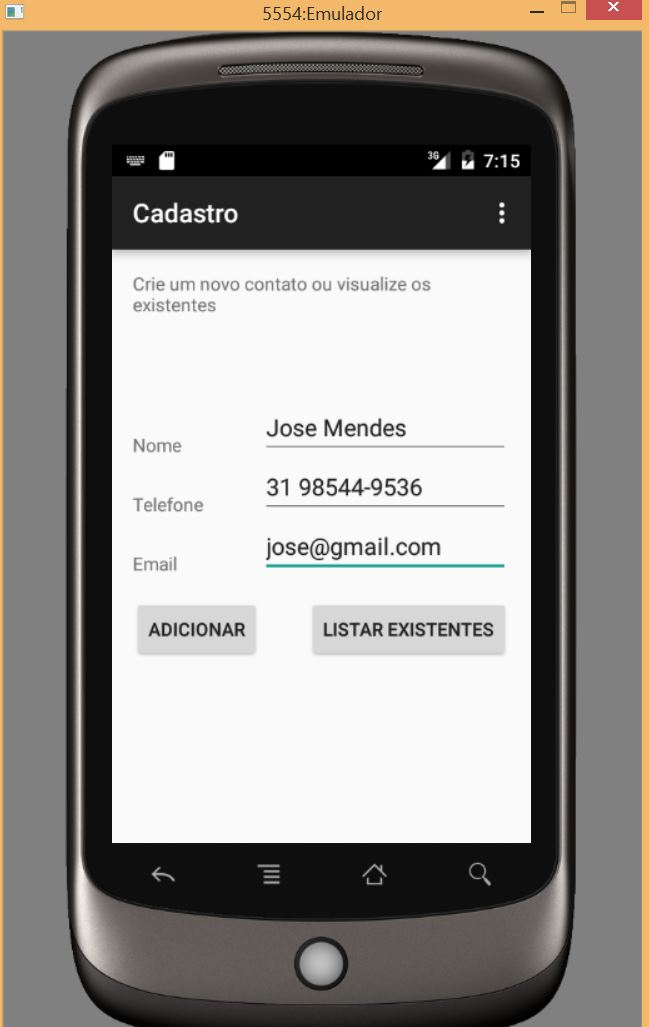 5554:Emulador
3G 7:15
Cadastro
Crie um novo contato ou visualize os
existentes
Nome Jose Mendes
Telefone 31 98544-9536
Email jose@gmail.com
ADICIONAR LISTAR EXISTENTES